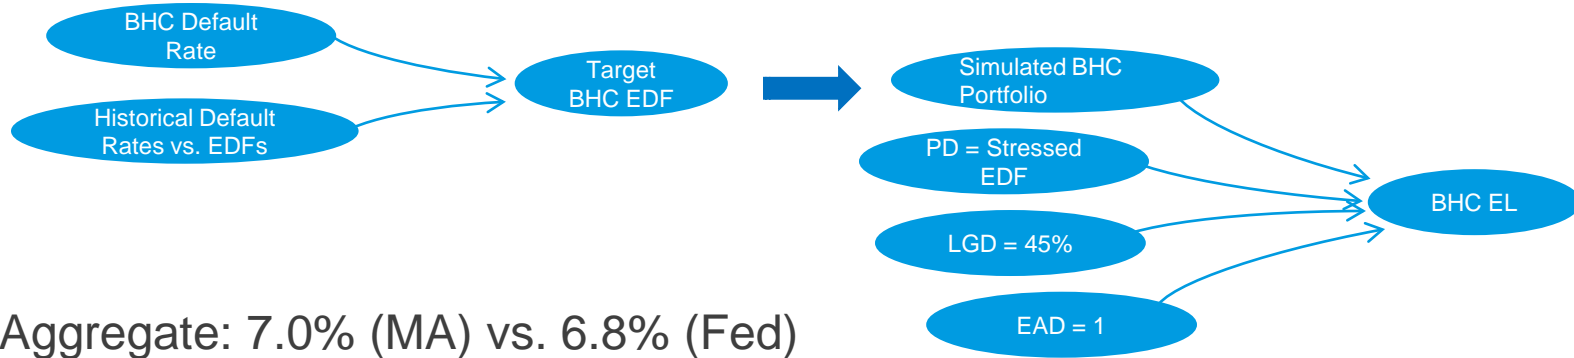 BHC Default
Rate
Historical Default
Rates vs. EDFs
Target
BHC EDF
Simulated BHC
Portfolio
PD = Stressed
EDF
LGD = 45%
EAD = 1
BHC EL
Aggregate: 7.0% (MA) vs. 6.8% (Fed)